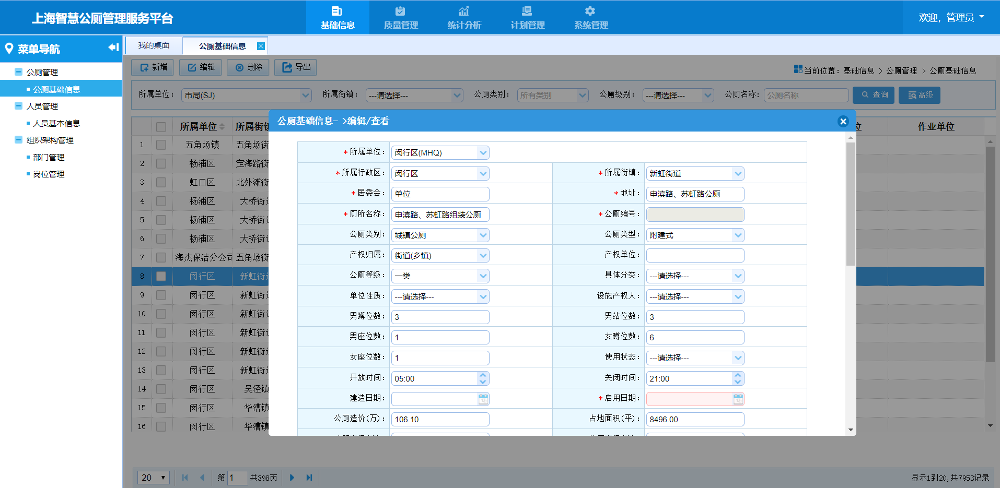 上海智慧公厕管理服务平台
基础信息
质量管理
统计分析
计划管理
系统管理
欢迎, 管理员
菜单导航
我的桌面
公厕基础信息
公厕管理
公厕基础信息
人员管理
人员基本信息
组织架构管理
部门管理
岗位管理
新增
编辑
删除
导出
当前位置: 基础信息 > 公厕管理 > 公厕基础信息
所属单位: 市局(SJ)
所属街镇: ---请选择---
公厕类别: 所有类别
公厕级别: ---请选择---
公厕名称: 公厕名称
查询
高级
所属单位 所属街镇 作业单位
1 五角场镇 五角场街
2 杨浦区 定海路街
3 虹口区 北外滩街
4 杨浦区 大桥街道
5 杨浦区 大桥街道
6 杨浦区 大桥街道
7 海杰保洁分公司 五角场街
8 闵行区 新虹街道
9 闵行区 新虹街道
10 闵行区 新虹街道
11 闵行区 新虹街道
12 闵行区 新虹街道
13 闵行区 新虹街道
14 闵行区 吴泾镇
15 闵行区 华漕镇
16 闵行区 华漕镇
公厕基础信息- >编辑/查看
*所属单位: 闵行区(MHQ)
*所属行政区: 闵行区 *所属街镇: 新虹街道
*居委会: 单位 *地址: 申滨路、苏虹路公厕
*厕所名称: 申滨路、苏虹路组装公厕 *公厕编号:
公厕类别: 城镇公厕 公厕类型: 附建式
产权归属: 街道(乡镇) 产权单位:
公厕等级: 一类 具体分类: ---请选择---
单位性质: ---请选择--- 设施产权人: ---请选择---
男蹲位数: 3 男站位数: 3
男座位数: 1 女蹲位数: 6
女座位数: 1 使用状态: ---请选择---
开放时间: 05:00 关闭时间: 21:00
建造日期: *启用日期:
公厕造价(万): 106.10 占地面积(平): 8496.00
20 第 1 共398页
显示1到20,共7953记录